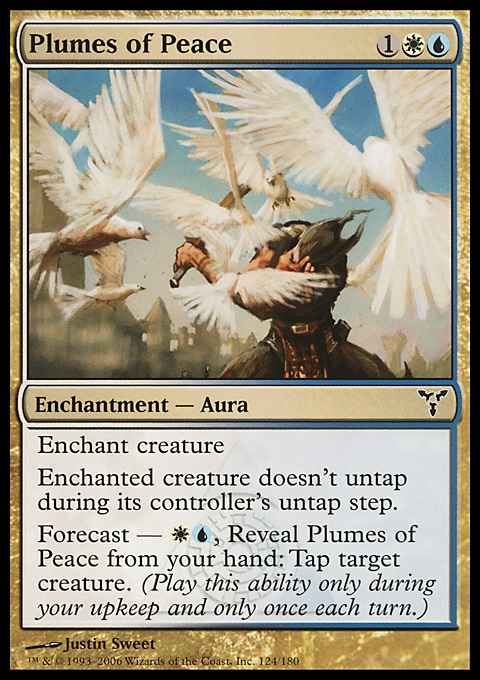 Plumes of Peace 1
Enchantment — Aura
Enchant creature
Enchanted creature doesn't untap
during its controller's untap step.
Forecast — , Reveal Plumes of
Peace from your hand: Tap target
creature. (Play this ability only during
your upkeep and only once each turn.)
Justin Sweet
™ & © 1993–2006 Wizards of the Coast, Inc. 124/180